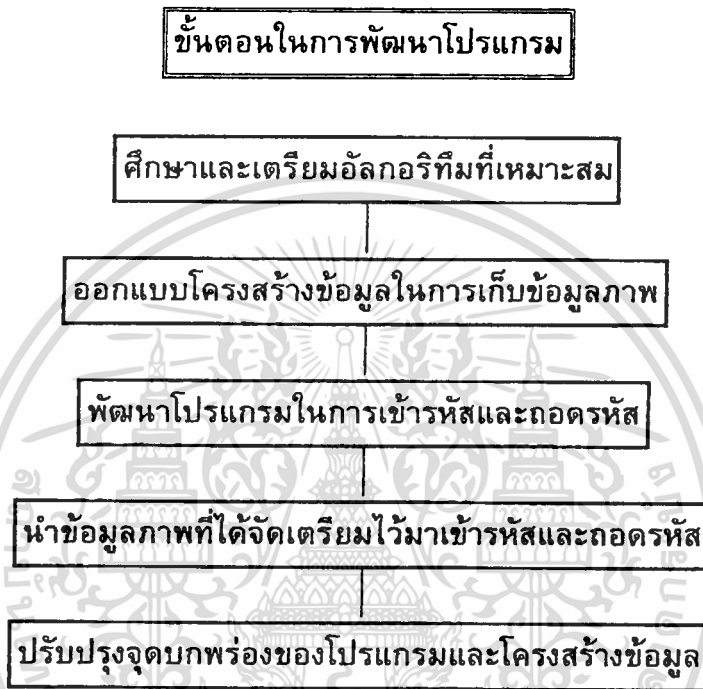 ขั้นตอนในการพัฒนาโปรแกรม
ศึกษาและเตรียมอัลกอริทึมที่เหมาะสม
ออกแบบโครงสร้างข้อมูลในการเก็บข้อมูลภาพ
พัฒนาโปรแกรมในการเข้ารหัสและถอดรหัส
นำข้อมูลภาพที่ได้จัดเตรียมไว้มาเข้ารหัสและถอดรหัส
ปรับปรุงจุดบกพร่องของโปรแกรมและโครงสร้างข้อมูล